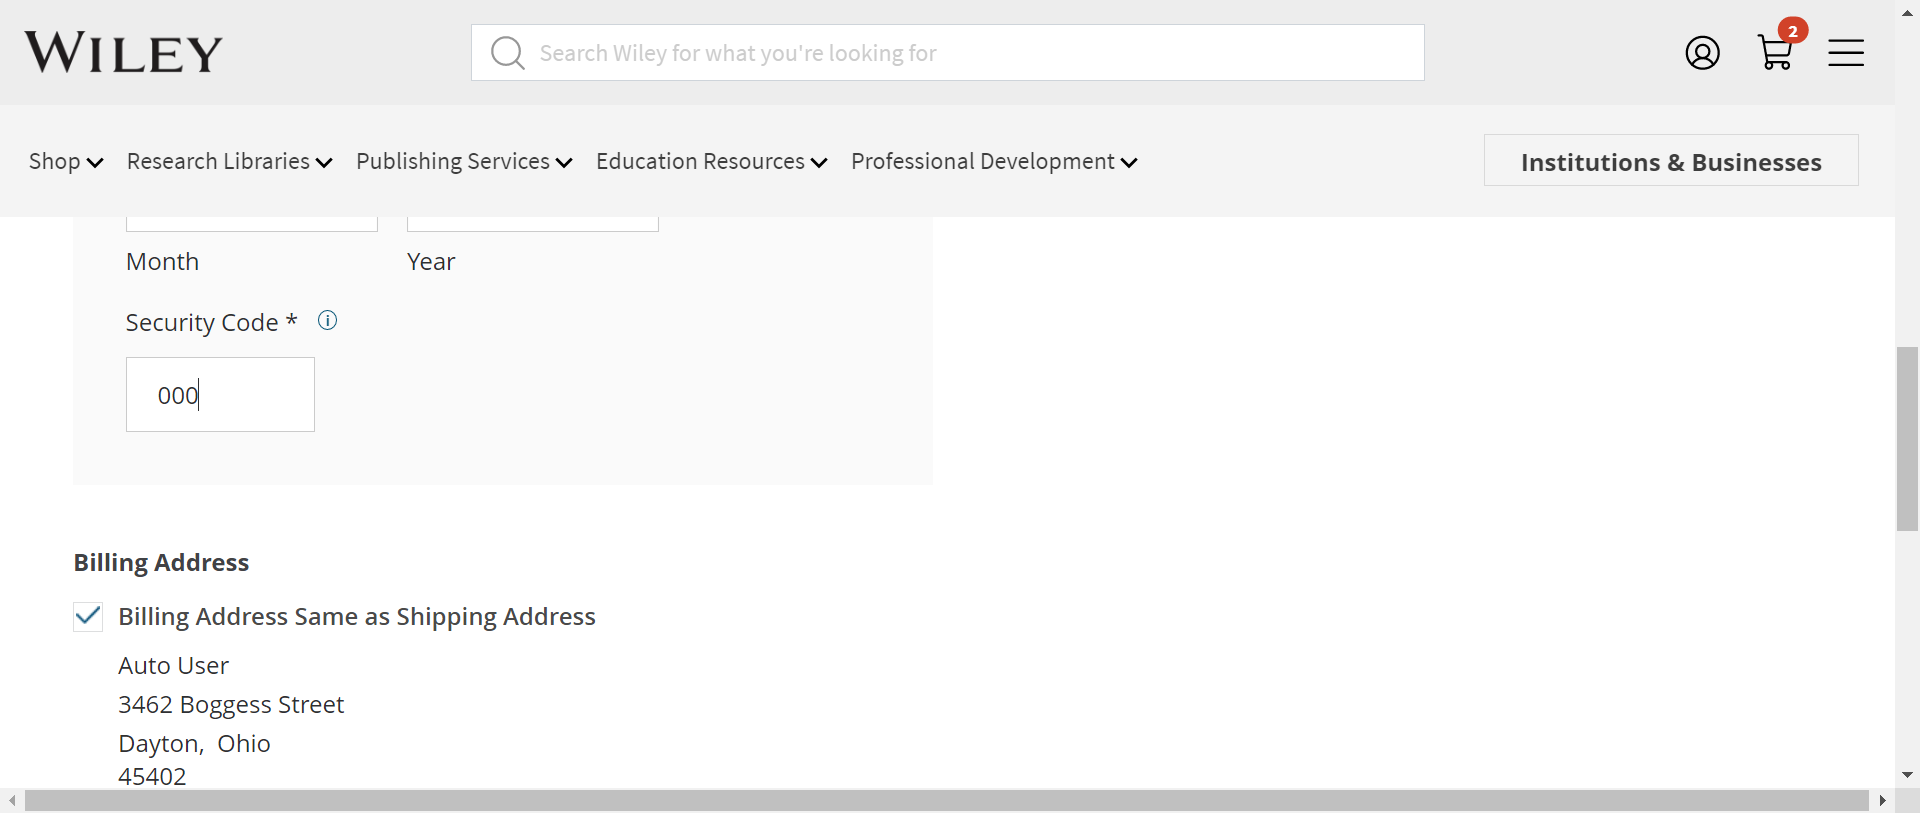 WILEY
Search Wiley for what you're looking for
2
Shop Research Libraries Publishing Services Education Resources Professional Development
Institutions & Businesses
Month Year
Security Code *
000
Billing Address
Billing Address Same as Shipping Address
Auto User
3462 Boggess Street
Dayton, Ohio
45402